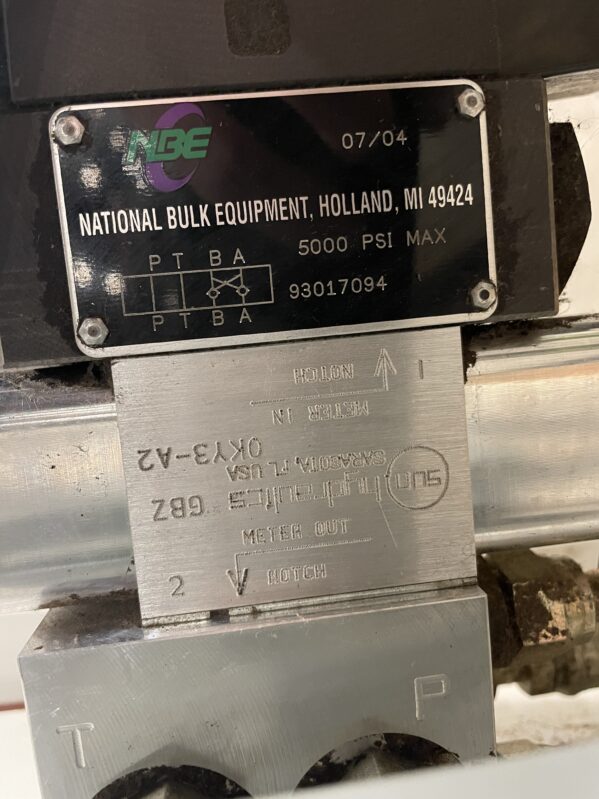 NBE
07/04
NATIONAL BULK EQUIPMENT, HOLLAND, MI 49424
P T B A
5000 PSI MAX
93017094
P T B A
1
NOTCH
METER IN
0KY3-A2
SARASOTA, FL USA
sun hydraulics
GBZ
METER OUT
2
NOTCH
T
P